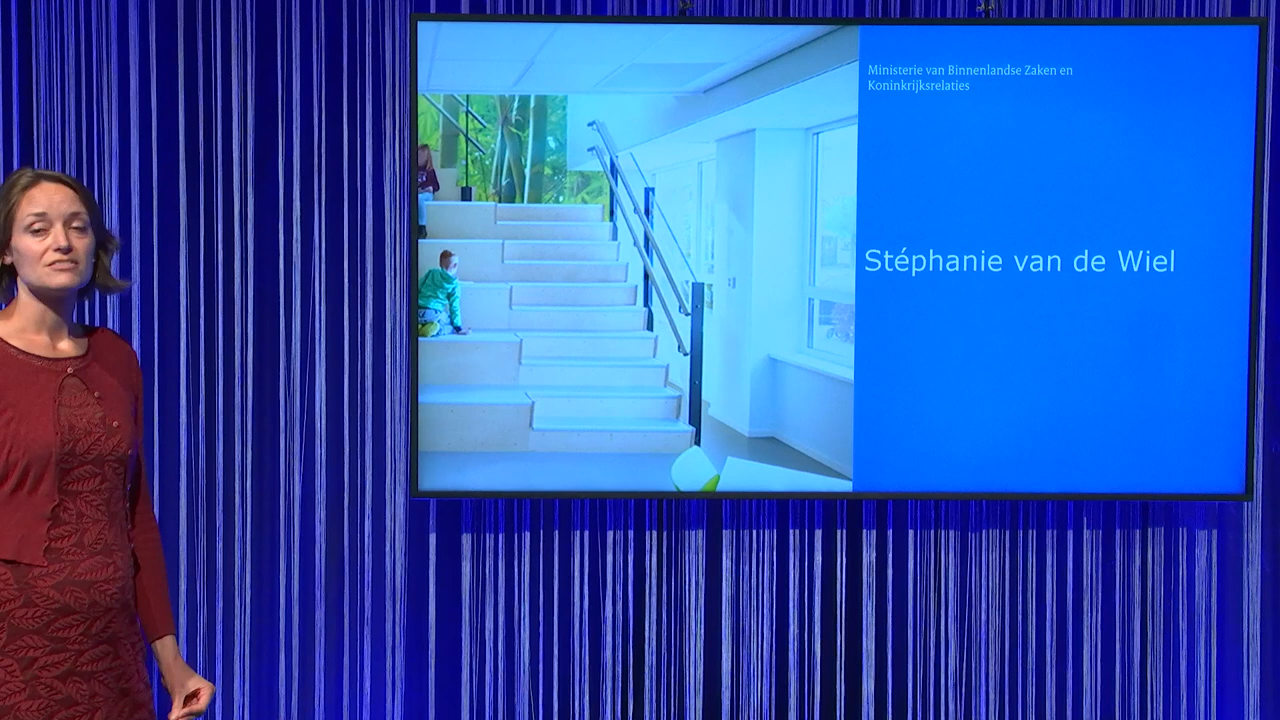 Ministerie van Binnenlandse Zaken en
Koninkrijksrelaties
Stéphanie van de Wiel